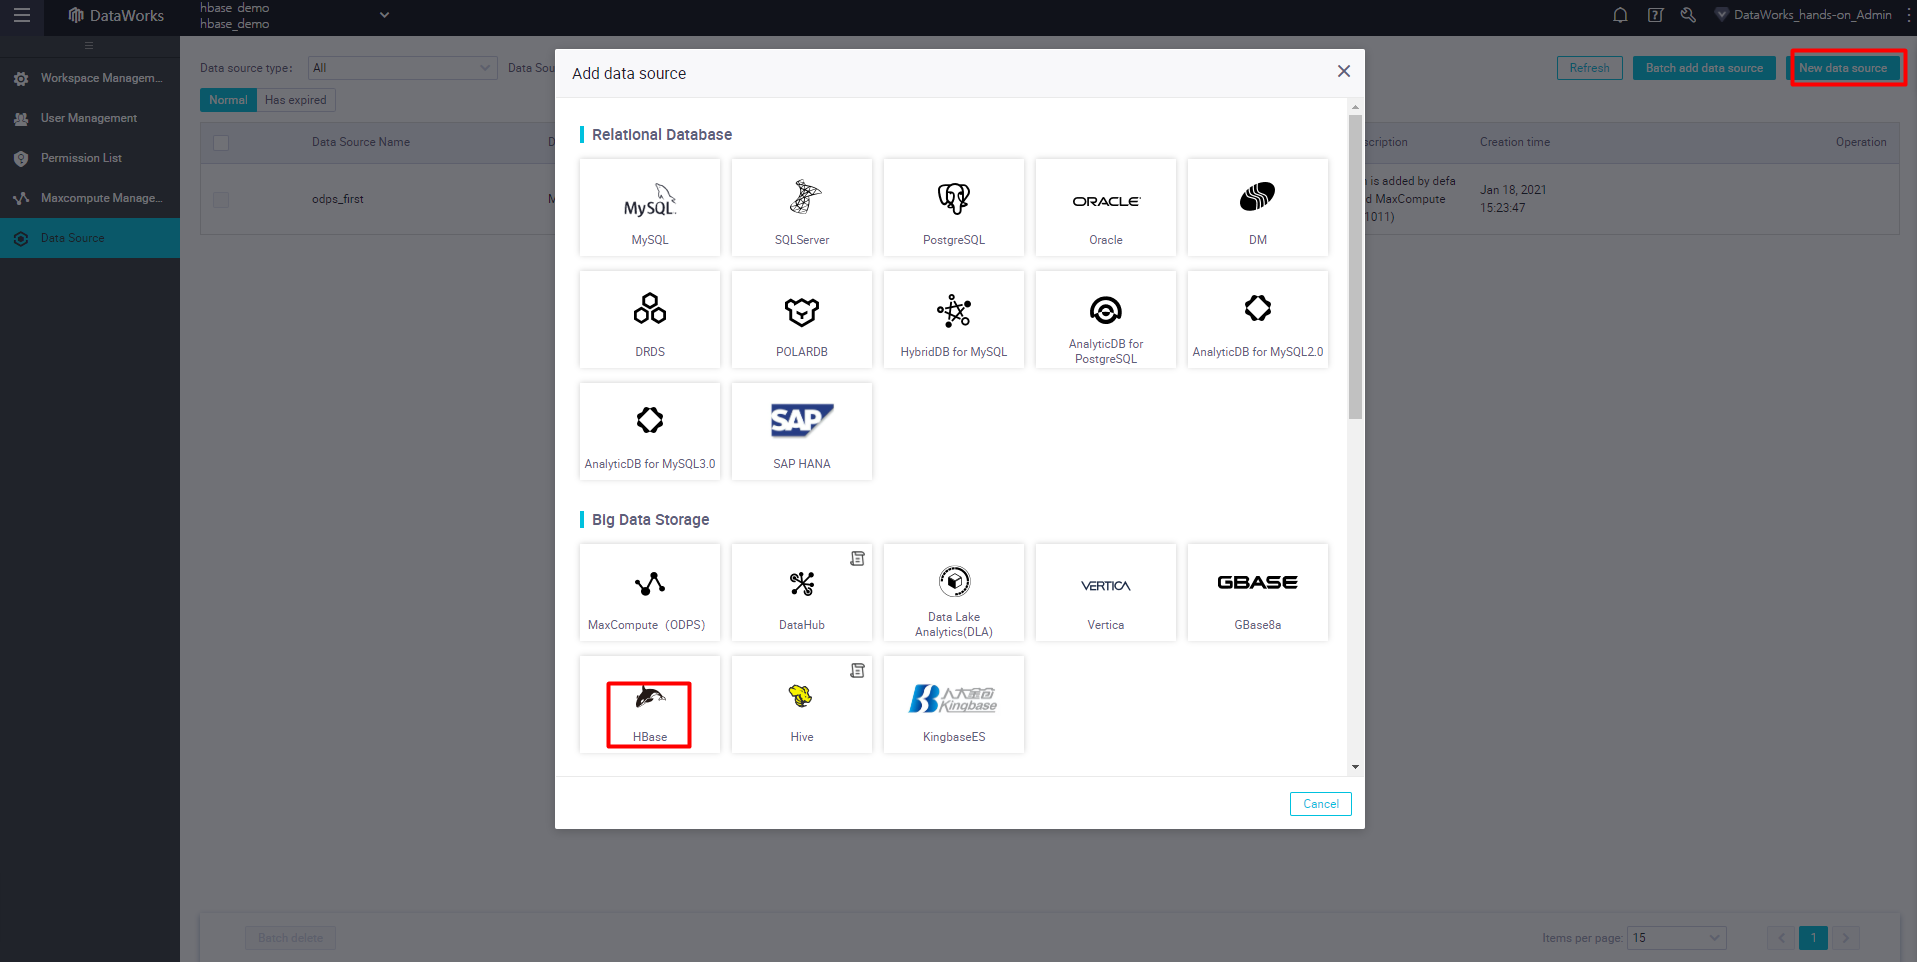 DataWorks
hbase_demo
hbase_demo
DataWorks_hands-on_Admin
Workspace Managem...
User Management
Permission List
Maxcompute Manage...
Data Source
Data source type:
All
Data Sou
Refresh
Batch add data source
New data source
Normal
Has expired
Data Source Name
D
scription
Creation time
Operation
odps_first
M
is added by defa
d MaxCompute
1011)
Jan 18, 2021
15:23:47
Add data source
Relational Database
MySQL
MySQL
SQLServer
PostgreSQL
ORACLE
Oracle
DM
DRDS
POLARDB
HybridDB for MySQL
AnalyticDB for
PostgreSQL
AnalyticDB for MySQL2.0
AnalyticDB for MySQL3.0
SAP
SAP HANA
Big Data Storage
MaxCompute (ODPS)
DataHub
Data Lake
Analytics(DLA)
VERTICA
Vertica
GBASE
GBase8a
HBase
Hive
人大金仓
Kingbase
KingbaseES
Cancel
Batch delete
Items per page:
15
1